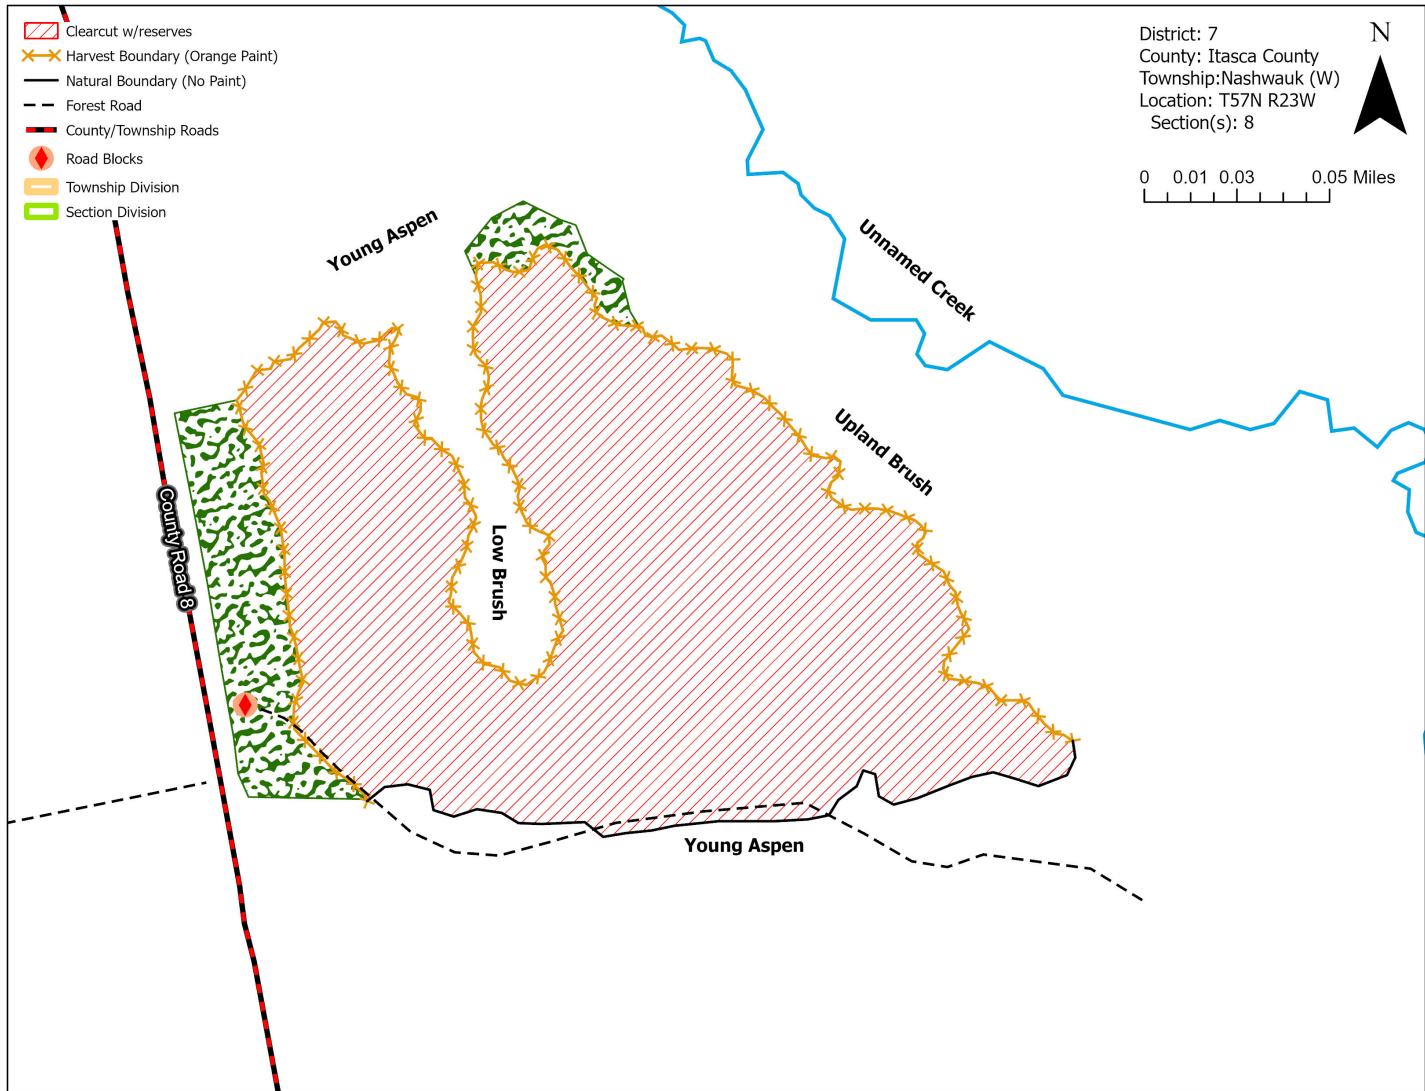 Clearcut w/reserves
Harvest Boundary (Orange Paint)
Natural Boundary (No Paint)
Forest Road
County/Township Roads
Road Blocks
Township Division
Section Division
District: 7
County: Itasca County
Township:Nashwauk (W)
Location: T57N R23W
Section(s): 8
N
0 0.01 0.03 0.05 Miles
Young Aspen
Unnamed Creek
Upland Brush
County Road 8
Low Brush
Young Aspen